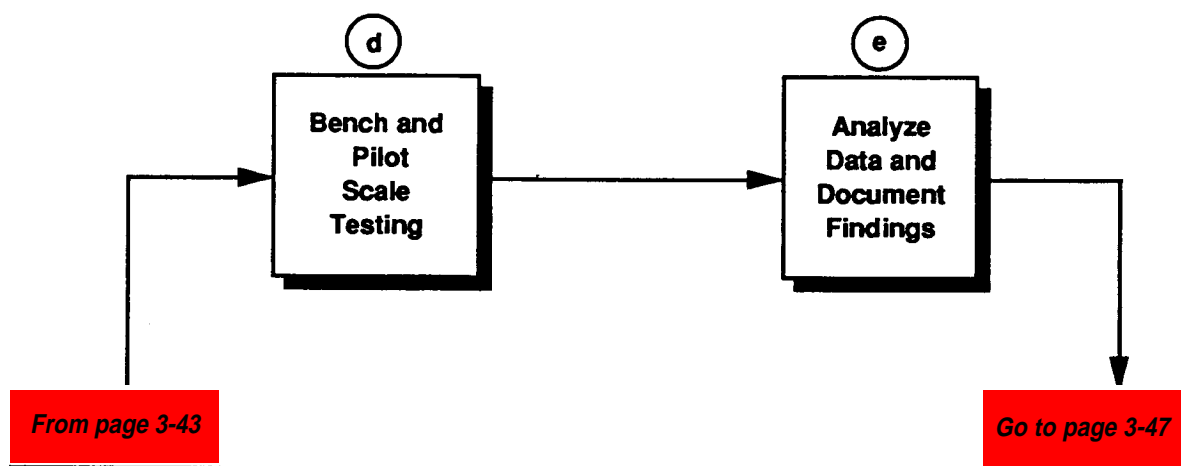 d
e
Bench and
Pilot
Scale
Testing
Analyze
Data and
Document
Findings
From page 3-43
Go to page 3-47